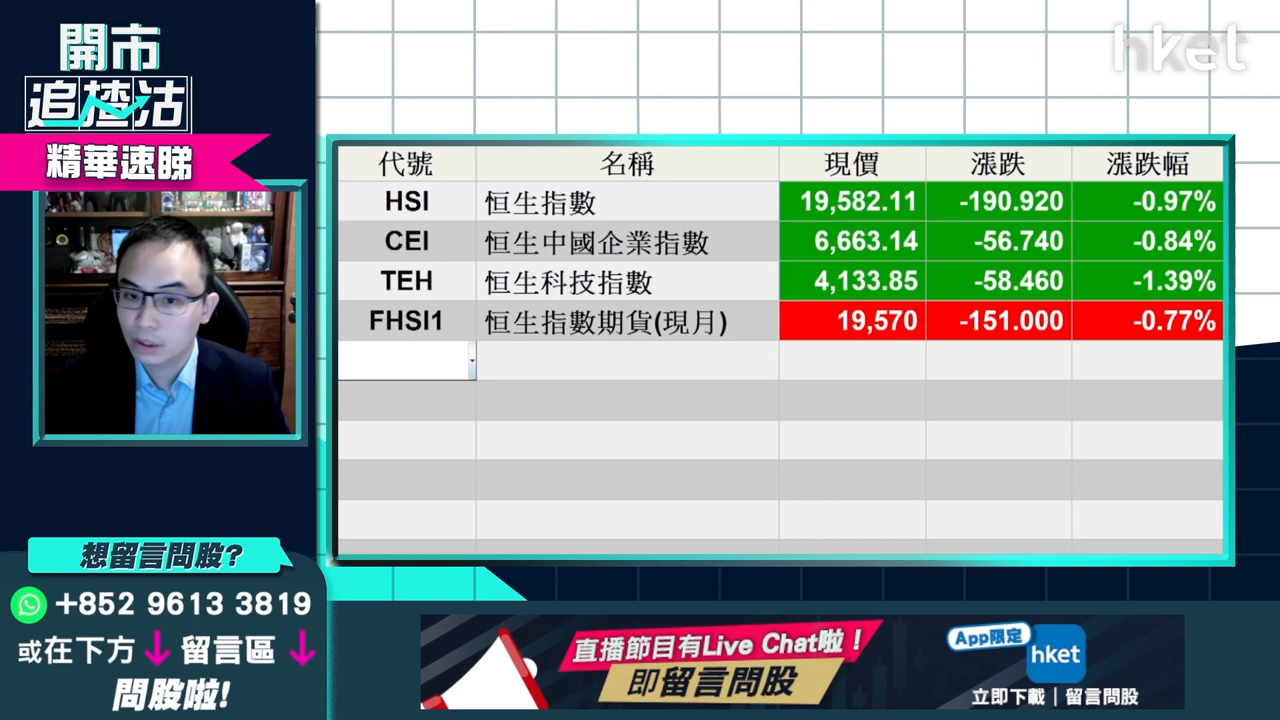 開市
追揸沽
精華速睇
hket
代號 名稱 現價 漲跌 漲跌幅
HSI 恒生指數 19,582.11 -190.920 -0.97%
CEI 恒生中國企業指數 6,663.14 -56.740 -0.84%
TEH 恒生科技指數 4,133.85 -58.460 -1.39%
FHSI1 恒生指數期貨(現月) 19,570 -151.000 -0.77%
想留言問股?
+852 9613 3819
或在下方 留言區
問股啦!
直播節目有Live Chat啦!
即留言問股
App限定
hket
立即下載|留言問股